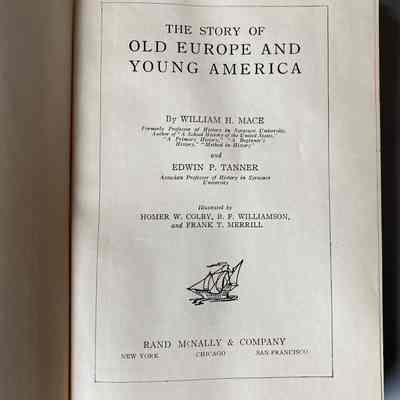 THE STORY OF
OLD EUROPE AND
YOUNG AMERICA
By WILLIAM H. MACE
Formerly Professor of History in Syracuse University,
Author of "A School History of the United States,"
"A Primary History," "A Beginner's
History," "Method in History"
and
EDWIN P. TANNER
Associate Professor of History in Syracuse
University
Illustrated by
HOMER W. COLBY, B. F. WILLIAMSON,
and FRANK T. MERRILL
RAND McNALLY & COMPANY
NEW YORK CHICAGO SAN FRANCISCO